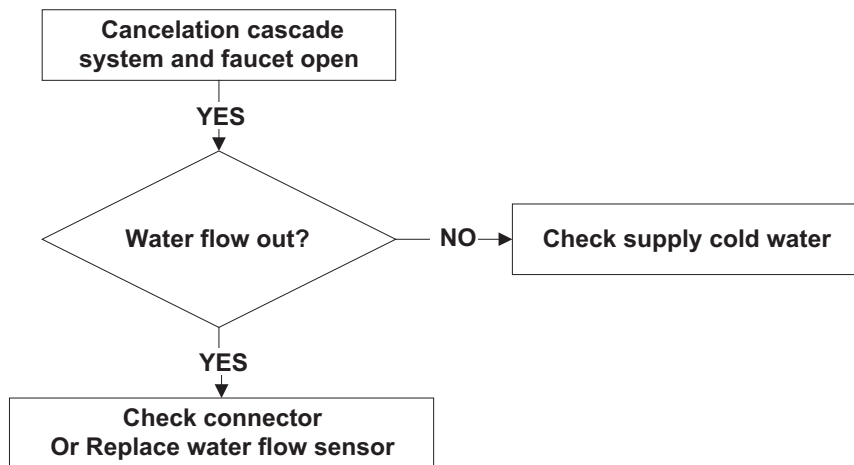 Cancelation cascade
system and faucet open
YES
Water flow out?
NO
Check supply cold water
YES
Check connector
Or Replace water flow sensor